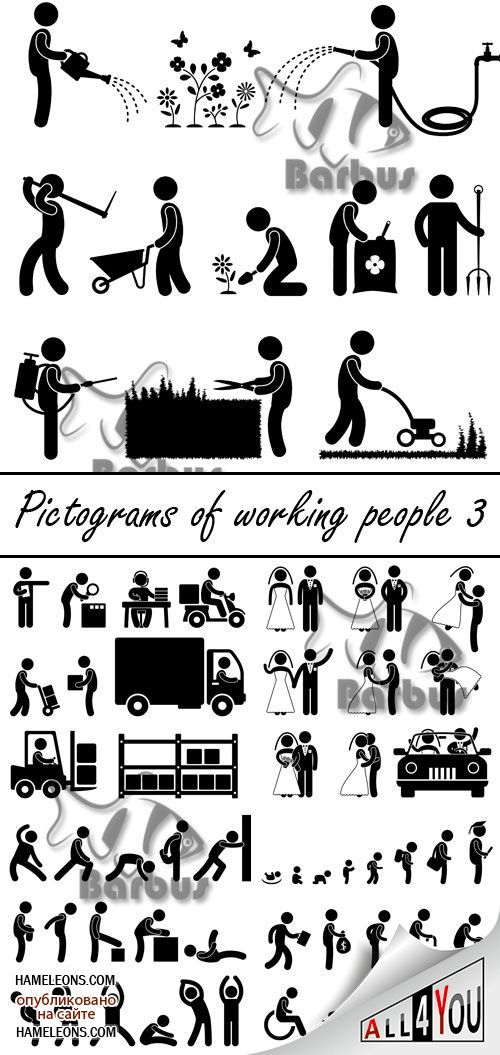 Barbus
Barbus
Pictograms of working people 3
Barbus
Barbus
HAMELEONS.COM
опубликовано
на сайте
HAMELEONS.COM
ALL4YOU